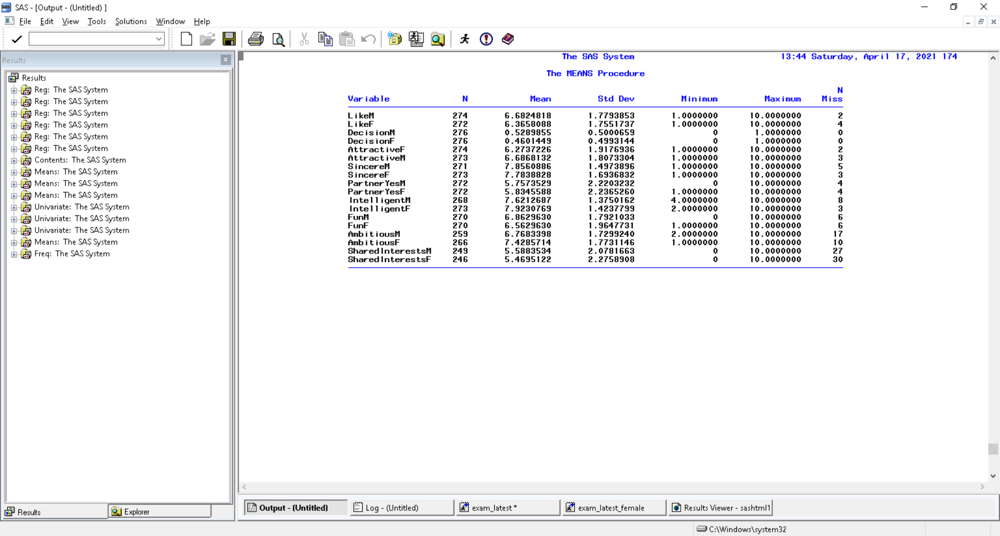 SAS - [Output - (Untitled) ]
File Edit View Tools Solutions Window Help
Results
Results
Reg: The SAS System
Reg: The SAS System
Reg: The SAS System
Reg: The SAS System
Reg: The SAS System
Reg: The SAS System
Contents: The SAS System
Means: The SAS System
Means: The SAS System
Means: The SAS System
Univariate: The SAS System
Univariate: The SAS System
Univariate: The SAS System
Means: The SAS System
Freq: The SAS System
Results Explorer
The SAS System 13:44 Saturday, April 17, 2021 174
The MEANS Procedure
N
Variable N Mean Std Dev Minimum Maximum Miss
LikeM 274 6.6824818 1.7793853 1.0000000 10.0000000 2
LikeF 272 6.3658088 1.7551737 1.0000000 10.0000000 4
DecisionM 276 0.5289855 0.5000659 0 1.0000000 0
DecisionF 276 0.4601449 0.4993144 0 1.0000000 0
AttractiveF 274 6.2737226 1.9176936 1.0000000 10.0000000 2
AttractiveM 273 6.6868132 1.8073304 1.0000000 10.0000000 3
SincereM 271 7.8560886 1.4973896 1.0000000 10.0000000 5
SincereF 273 7.7838828 1.6936832 1.0000000 10.0000000 3
PartnerYesM 272 5.7573529 2.2203232 0 10.0000000 4
PartnerYesF 272 5.8345588 2.2365260 1.0000000 10.0000000 4
IntelligentM 268 7.6212687 1.3750162 4.0000000 10.0000000 8
IntelligentF 273 7.9230769 1.4237799 2.0000000 10.0000000 3
FunM 270 6.8629630 1.7921033 0 10.0000000 6
FunF 270 6.5629630 1.9647731 1.0000000 10.0000000 6
AmbitiousM 259 6.7683398 1.7299240 2.0000000 10.0000000 17
AmbitiousF 266 7.4285714 1.7731146 1.0000000 10.0000000 10
SharedInterestsM 249 5.5883534 2.0781663 0 10.0000000 27
SharedInterestsF 246 5.4695122 2.2758908 0 10.0000000 30
Output - (Untitled) Log - (Untitled) exam_latest * exam_latest_female Results Viewer - sashtml1
C:\Windows\system32